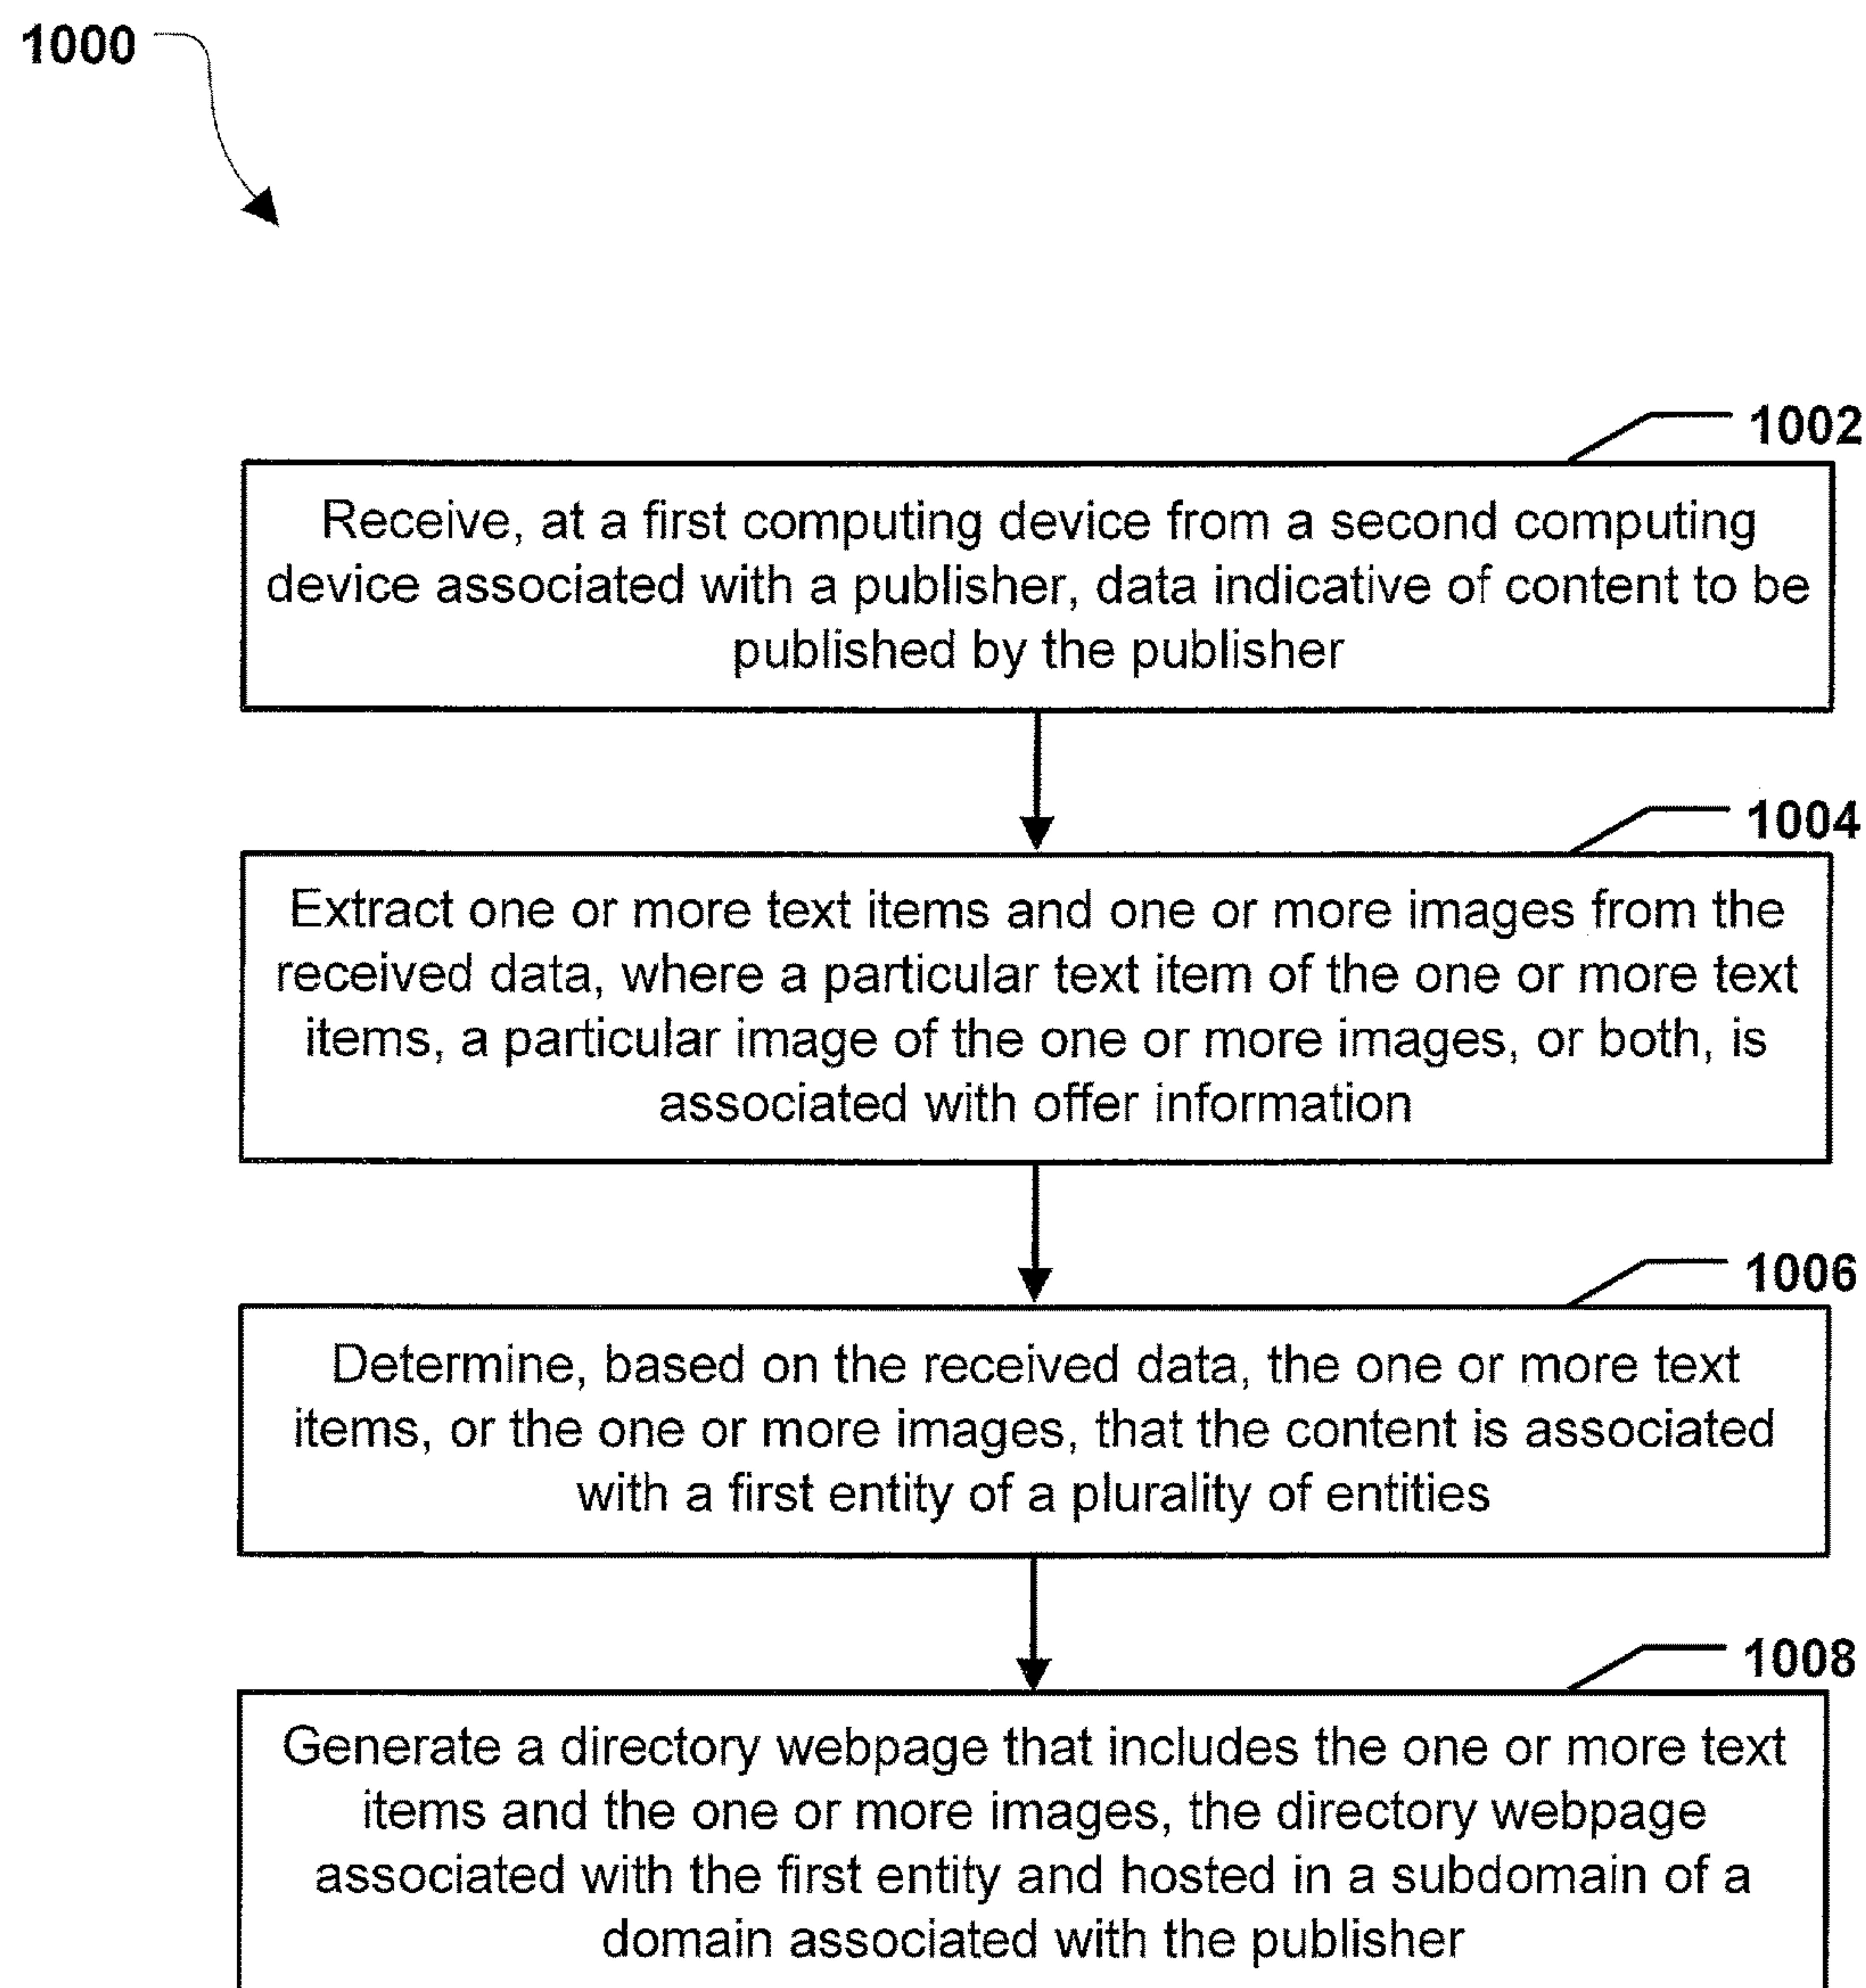 1000
1002
Receive, at a first computing device from a second computing
device associated with a publisher, data indicative of content to be
published by the publisher
1004
Extract one or more text items and one or more images from the
received data, where a particular text item of the one or more text
items, a particular image of the one or more images, or both, is
associated with offer information
1006
Determine, based on the received data, the one or more text
items, or the one or more images, that the content is associated
with a first entity of a plurality of entities
1008
Generate a directory webpage that includes the one or more text
items and the one or more images, the directory webpage
associated with the first entity and hosted in a subdomain of a
domain associated with the publisher